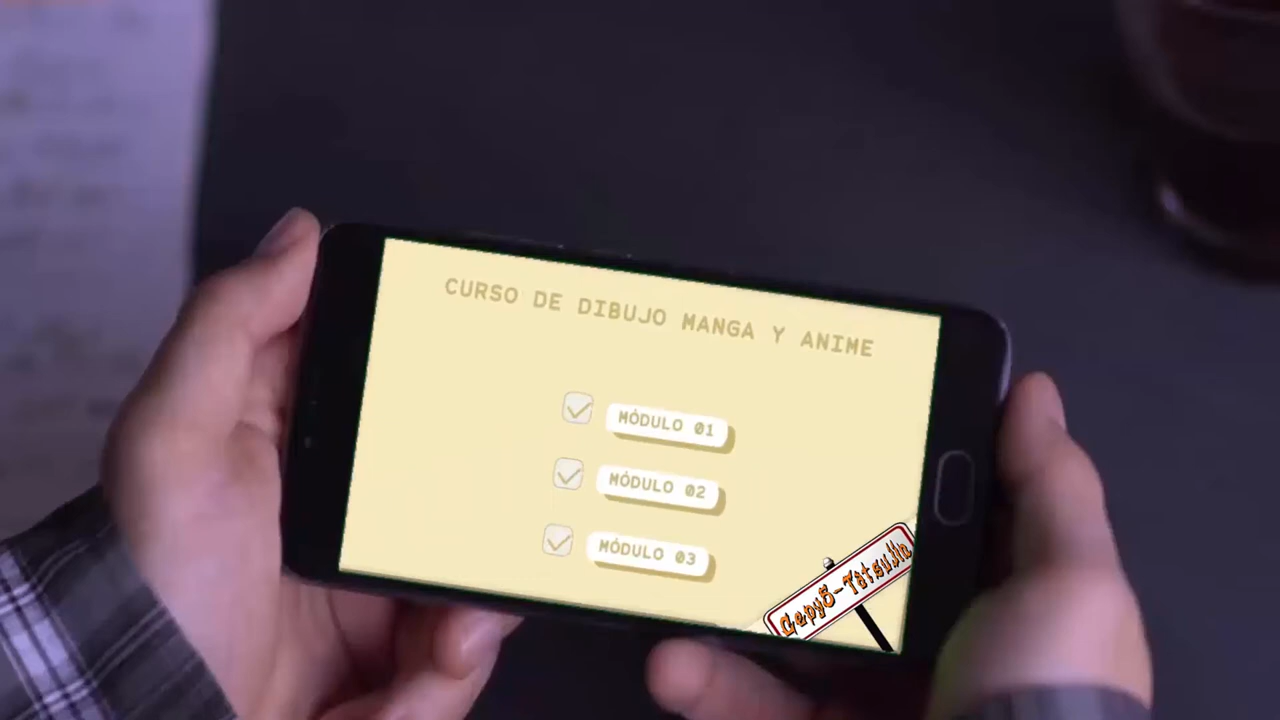 CURSO DE DIBUJO MANGA Y ANIME
MÓDULO 01
MÓDULO 02
MÓDULO 03